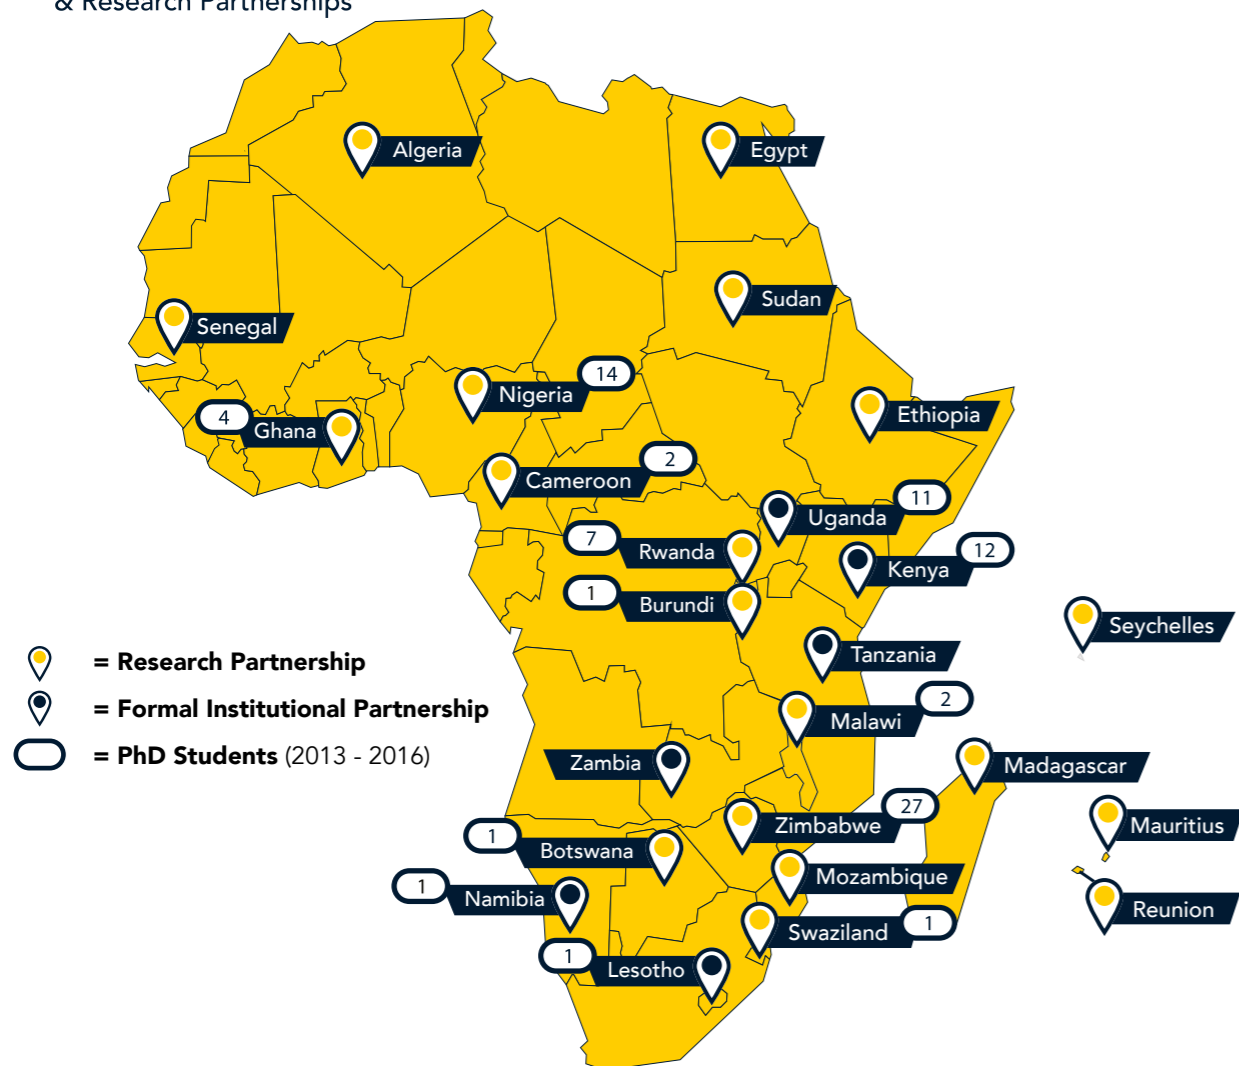 & Research Partnerships
Algeria
Egypt
Sudan
Senegal
Nigeria
14
Ethiopia
4
Ghana
Cameroon
2
Uganda
11
7
Rwanda
Kenya
12
1
Burundi
Seychelles
Tanzania
= Research Partnership
= Formal Institutional Partnership
= PhD Students (2013 - 2016)
Malawi
2
Zambia
Madagascar
Zimbabwe
27
Mauritius
1
Botswana
Mozambique
1
Namibia
Reunion
Swaziland
1
1
Lesotho